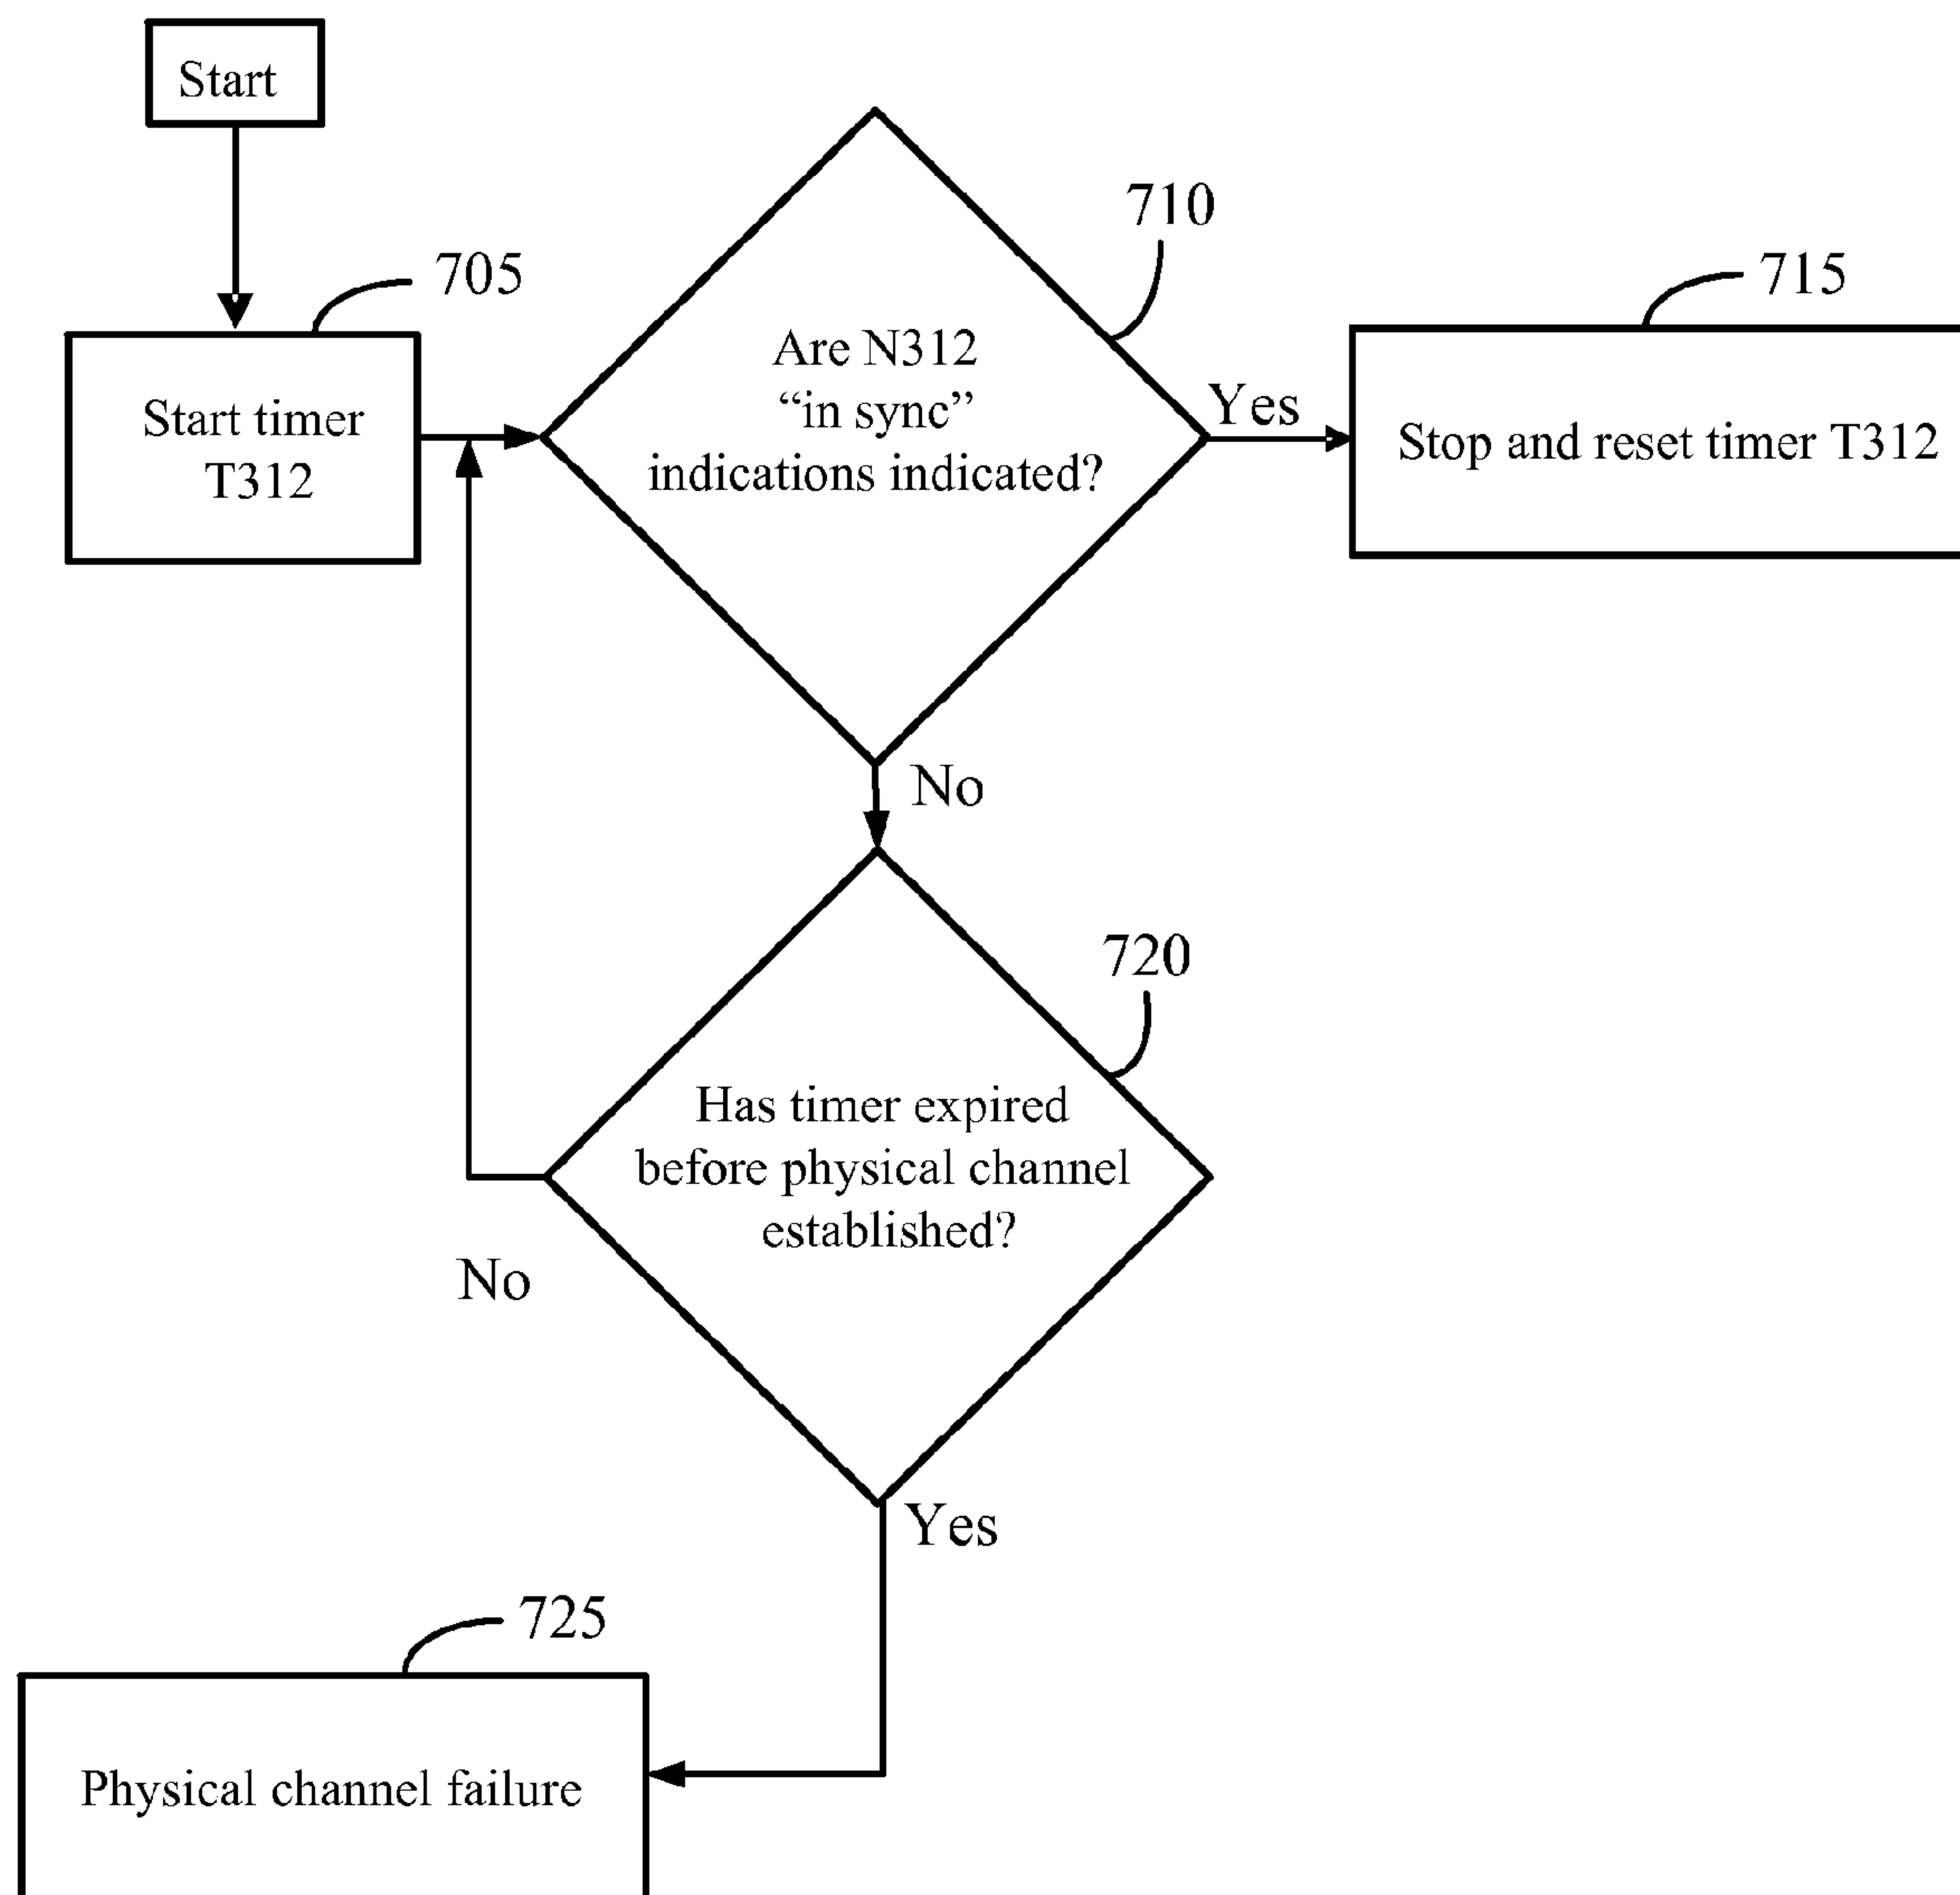 Start
705
Start timer
T312
710
Are N312
“in sync”
indications indicated?
Yes
715
Stop and reset timer T312
No
720
Has timer expired
before physical channel
established?
No
Yes
725
Physical channel failure